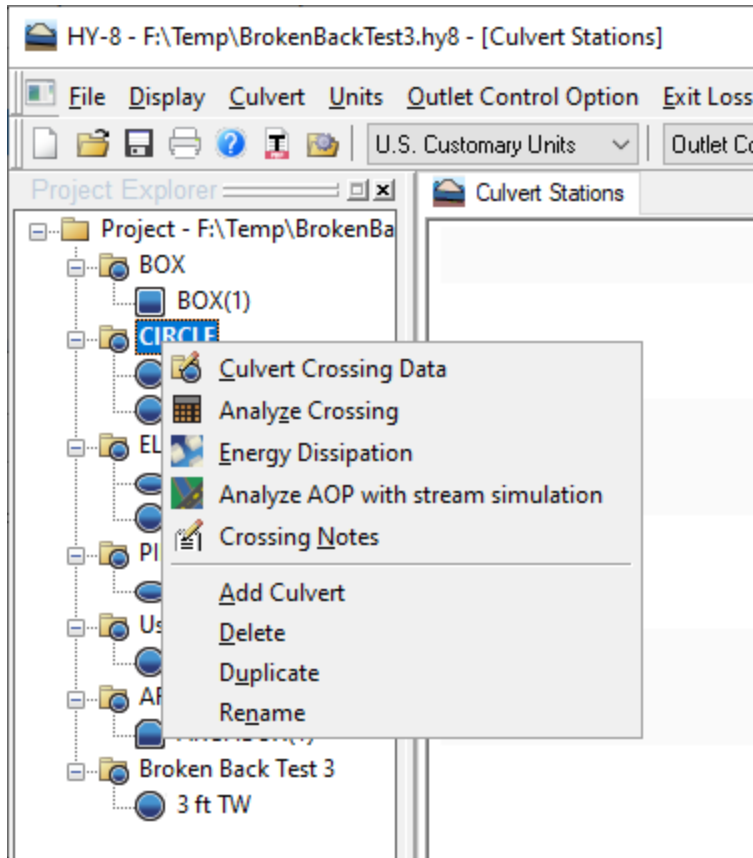 HY-8 - F:\Temp\BrokenBackTest3.hy8 - [Culvert Stations]
File Display Culvert Units Outlet Control Option Exit Loss
U.S. Customary Units Outlet Co
Project Explorer
Culvert Stations
Project - F:\Temp\BrokenBa
BOX
BOX(1)
CIRCLE
Culvert Crossing Data
Analyze Crossing
EL
Energy Dissipation
Analyze AOP with stream simulation
Crossing Notes
PI
Add Culvert
Us
Delete
Duplicate
Rename
Broken Back Test 3
3 ft TW